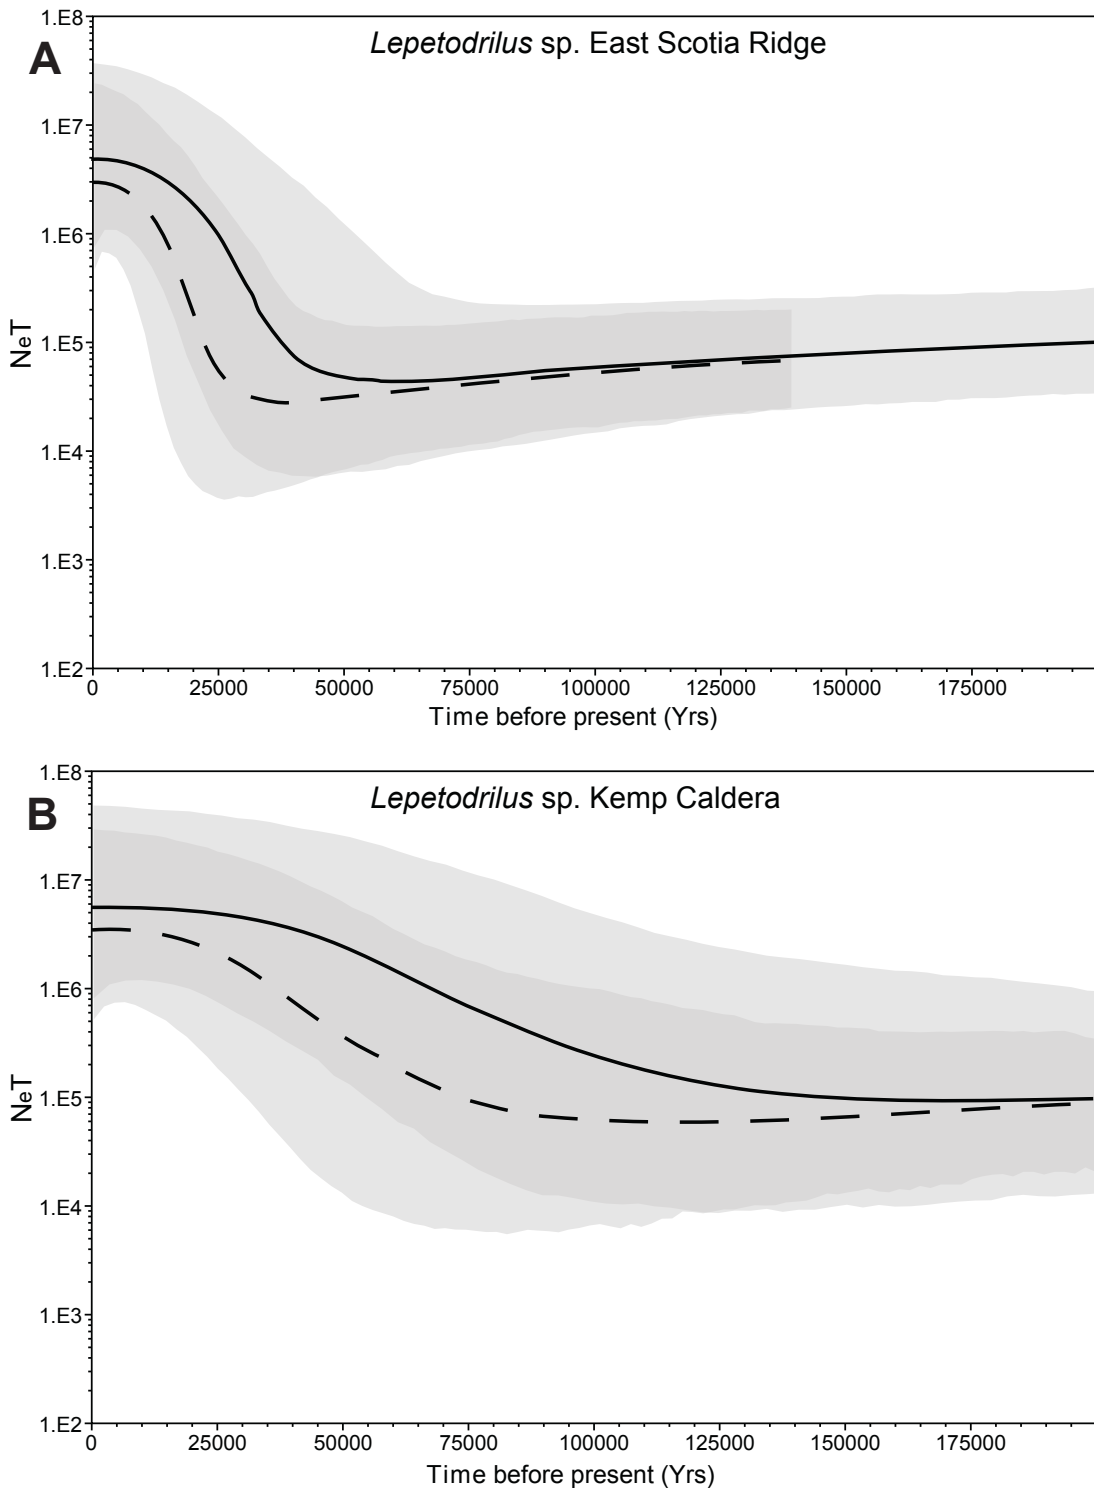 A
Lepetodrilus sp. East Scotia Ridge
1.E8
1.E7
1.E6
1.E5
1.E4
1.E3
1.E2
NeT
0 25000 50000 75000 100000 125000 150000 175000
Time before present (Yrs)
B
Lepetodrilus sp. Kemp Caldera
1.E8
1.E7
1.E6
1.E5
1.E4
1.E3
1.E2
NeT
0 25000 50000 75000 100000 125000 150000 175000
Time before present (Yrs)